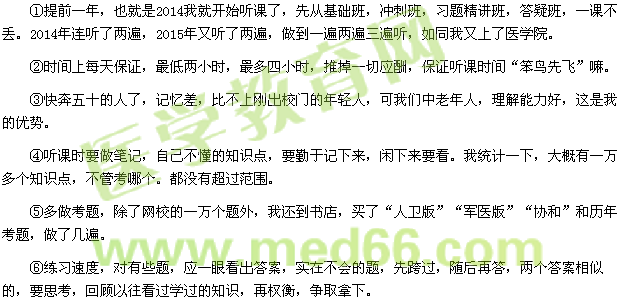 ①提前一年，也就是2014我就开始听课了，先从基础班，冲刺班，习题精讲班，答疑班，一课不
丢。2014年连听了两遍，2015年又听了两遍，做到一遍两遍三遍听，如同我又上了医学院。
②时间上每天保证，最低两小时，最多四小时，推掉一切应酬，保证听课时间“笨鸟先飞”嘛。
③快奔五十的人了，记忆差，比不上刚出校门的年轻人，可我们中老年人，理解能力好，这是我
的优势。
④听课时要做笔记，自己不懂的知识点，要勤于记下来，闲下来要看。我统计一下，大概有一万
多个知识点，不管考哪个。都没有超过范围。
⑤多做考题，除了网校的一万个题外，我还到书店，买了“人卫版”“军医版”“协和”和历年
考题，做了几遍。
⑥练习速度，对有些题，应一眼看出答案，实在不会的题，先跨过，随后再答，两个答案相似
的，要思考，回顾以往看过学过的知识，再权衡，争取拿下。
医学教育网
www.med66.com